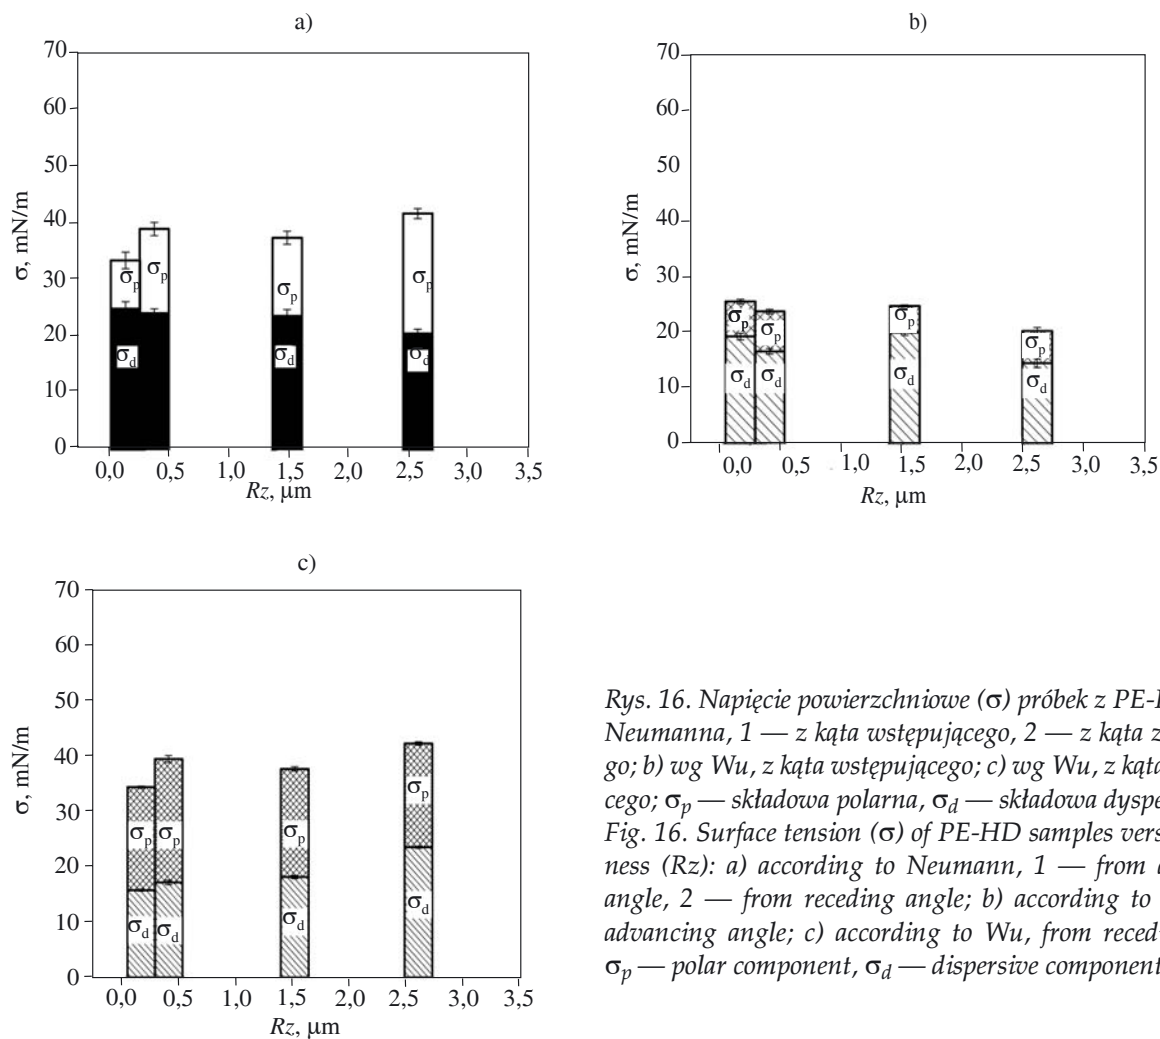 a)
70
60
50
40
30
20
10
0
σ, mN/m
σp
σp
σp
σp
σd
σd
σd
0,0 0,5 1,0 1,5 2,0 2,5 3,0 3,5
Rz, μm
b)
70
60
50
40
30
20
10
0
σ, mN/m
σp
σp
σp
σp
σd
σd
σd
σd
0,0 0,5 1,0 1,5 2,0 2,5 3,0 3,5
Rz, μm
c)
70
60
50
40
30
20
10
0
σ, mN/m
σp
σp
σp
σp
σd
σd
σd
σd
0,0 0,5 1,0 1,5 2,0 2,5 3,0 3,5
Rz, μm
Rys. 16. Napięcie powierzchniowe (σ) próbek z PE-
Neumanna, 1 — z kąta wstępującego, 2 — z kąta z
go; b) wg Wu, z kąta wstępującego; c) wg Wu, z kąta
cego; σp — składowa polarna, σd — składowa dyspe
Fig. 16. Surface tension (σ) of PE-HD samples vers
ness (Rz): a) according to Neumann, 1 — from
angle, 2 — from receding angle; b) according to
advancing angle; c) according to Wu, from reced
σp — polar component, σd — dispersive component